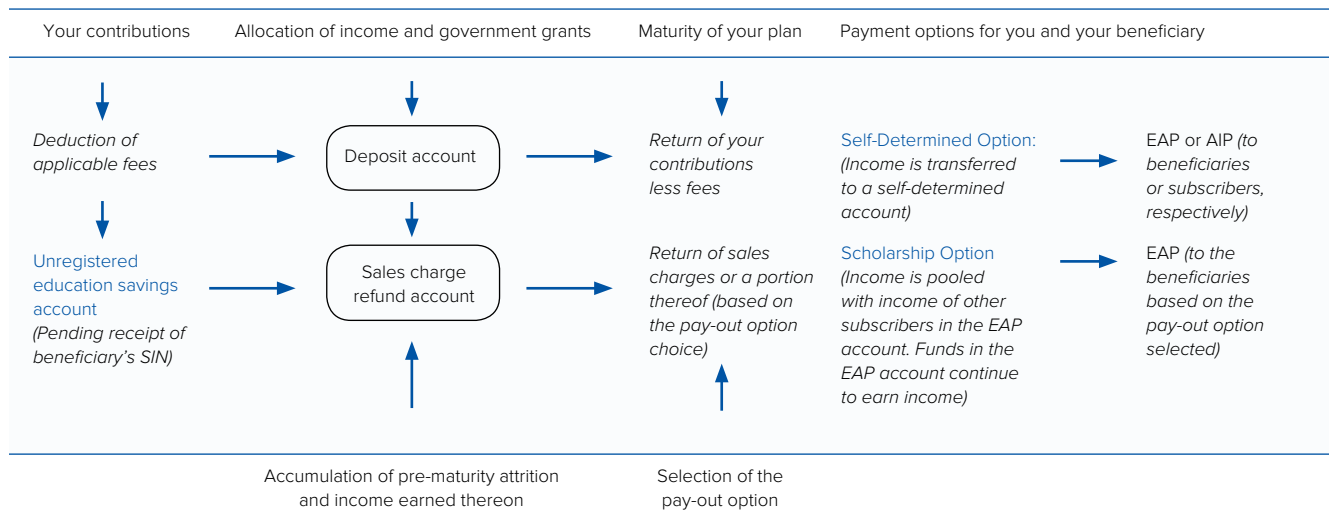 Your contributions
Allocation of income and government grants
Maturity of your plan
Payment options for you and your beneficiary
Deduction of
applicable fees
Deposit account
Return of your
contributions
less fees
Self-Determined Option:
(Income is transferred
to a self-determined
account)
EAP or AIP (to
beneficiaries
or subscribers,
respectively)
Unregistered
education savings
account
(Pending receipt of
beneficiary's SIN)
Sales charge
refund account
Return of sales
charges or a portion
thereof (based on
the pay-out option
choice)
Scholarship Option
(Income is pooled
with income of other
subscribers in the EAP
account. Funds in the
EAP account continue
to earn income)
EAP (to the
beneficiaries
based on the
pay-out option
selected)
Accumulation of pre-maturity attrition
and income earned thereon
Selection of the
pay-out option